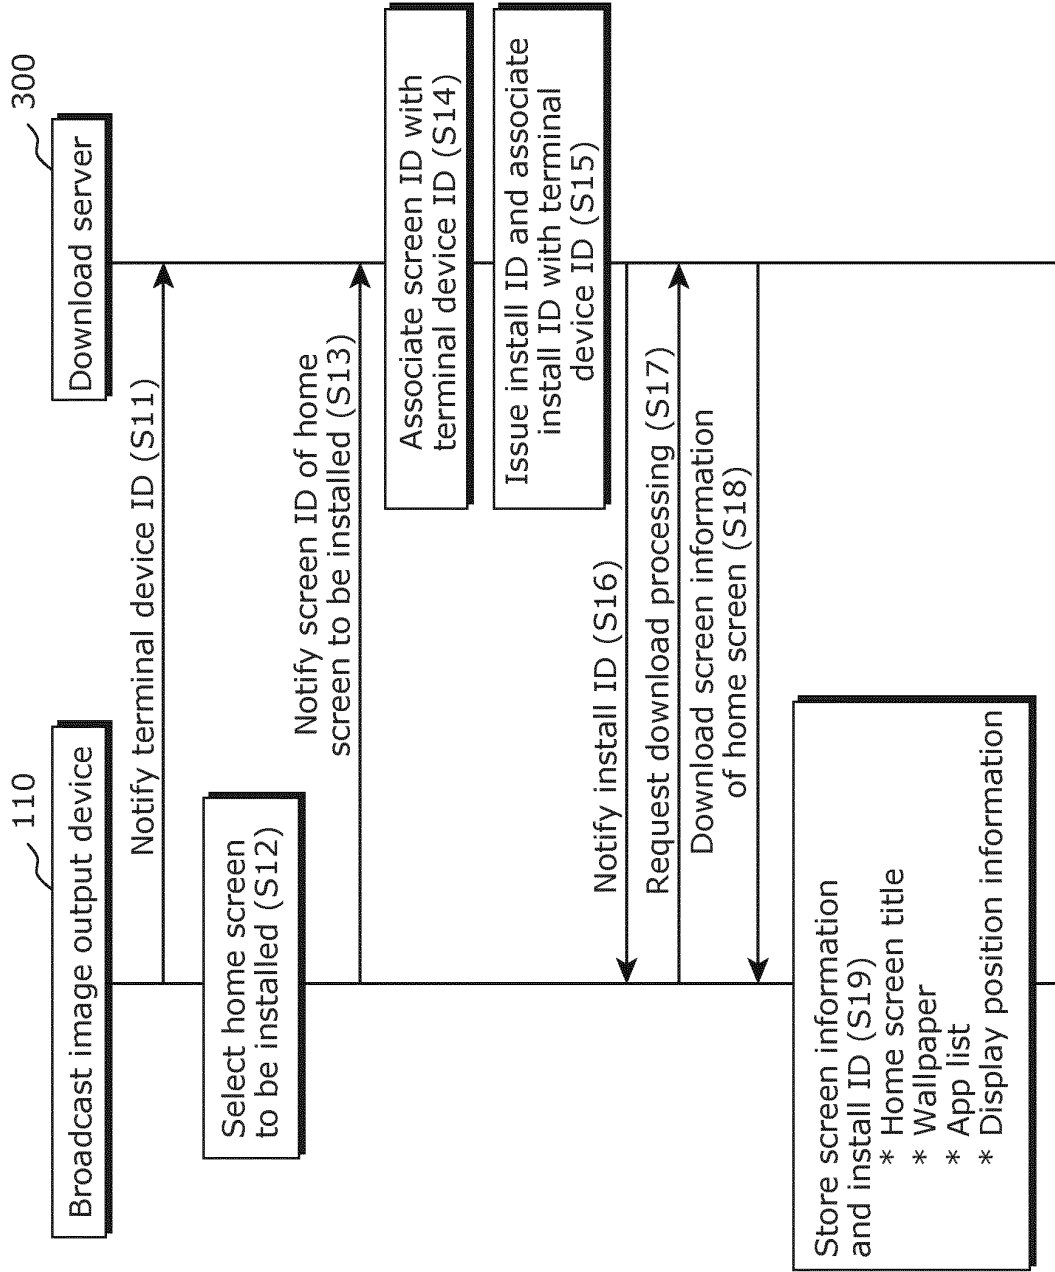 110
300
Broadcast image output device
Download server
Notify terminal device ID (S11)
Select home screen
to be installed (S12)
Notify screen ID of home
screen to be installed (S13)
Associate screen ID with
terminal device ID (S14)
Issue install ID and associate
install ID with terminal
device ID (S15)
Notify install ID (S16)
Request download processing (S17)
Download screen information
of home screen (S18)
Store screen information
and install ID (S19)
* Home screen title
* Wallpaper
* App list
* Display position information